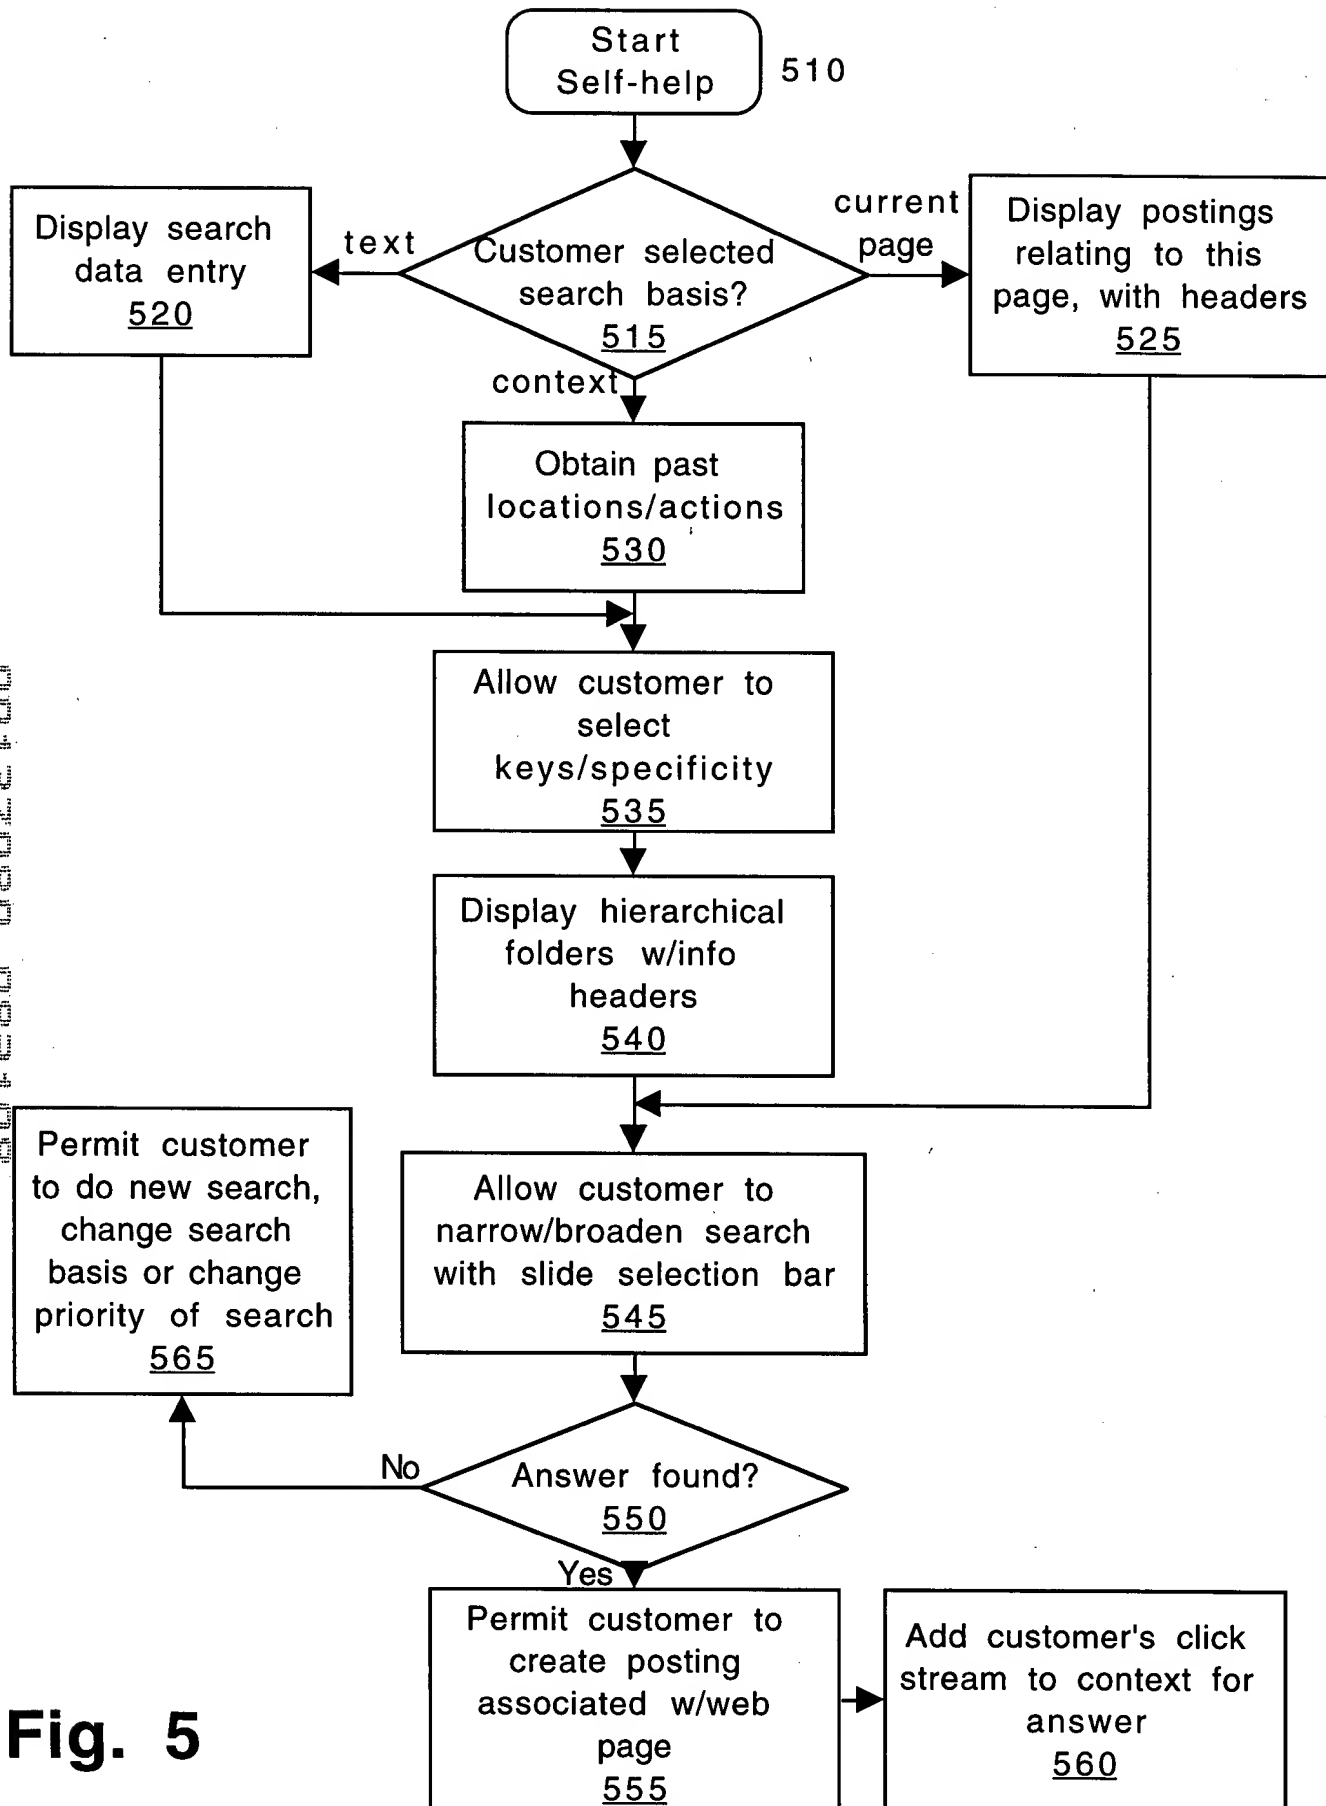 Start
Self-help
510
Customer selected
search basis?
515
text
current
page
context
Display search
data entry
520
Display postings
relating to this
page, with headers
525
Obtain past
locations/actions
530
Allow customer to
select
keys/specificity
535
Display hierarchical
folders w/info
headers
540
Permit customer
to do new search,
change search
basis or change
priority of search
565
Allow customer to
narrow/broaden search
with slide selection bar
545
No
Answer found?
550
Yes
Permit customer to
create posting
associated w/web
page
555
Add customer's click
stream to context for
answer
560
Fig. 5